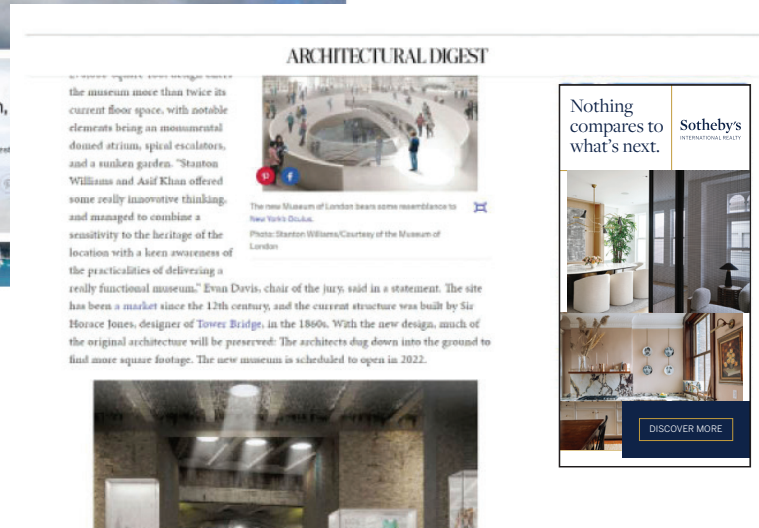 ARCHITECTURAL DIGEST
the museum more than twice its
current floor space, with notable
elements being an monumental
domed atrium, spiral escalators,
and a sunken garden. "Stanton
Williams and Asif Khan offered
some really innovative thinking,
and managed to combine a
sensitivity to the heritage of the
location with a keen awareness of
the practicalities of delivering a
really functional museum," Evan Davis, chair of the jury, said in a statement. The site
has been a market since the 12th century, and the current structure was built by Sir
Horace Jones, designer of Tower Bridge, in the 1860s. With the new design, much of
the original architecture will be preserved: The architects dug down into the ground to
find more square footage. The new museum is scheduled to open in 2022.
The new Museum of London bears some resemblance to
New York's Oculus.
Photo: Stanton Williams/Courtesy of the Museum of
London
Nothing
compares to
what's next.
Sotheby's
INTERNATIONAL REALTY
DISCOVER MORE